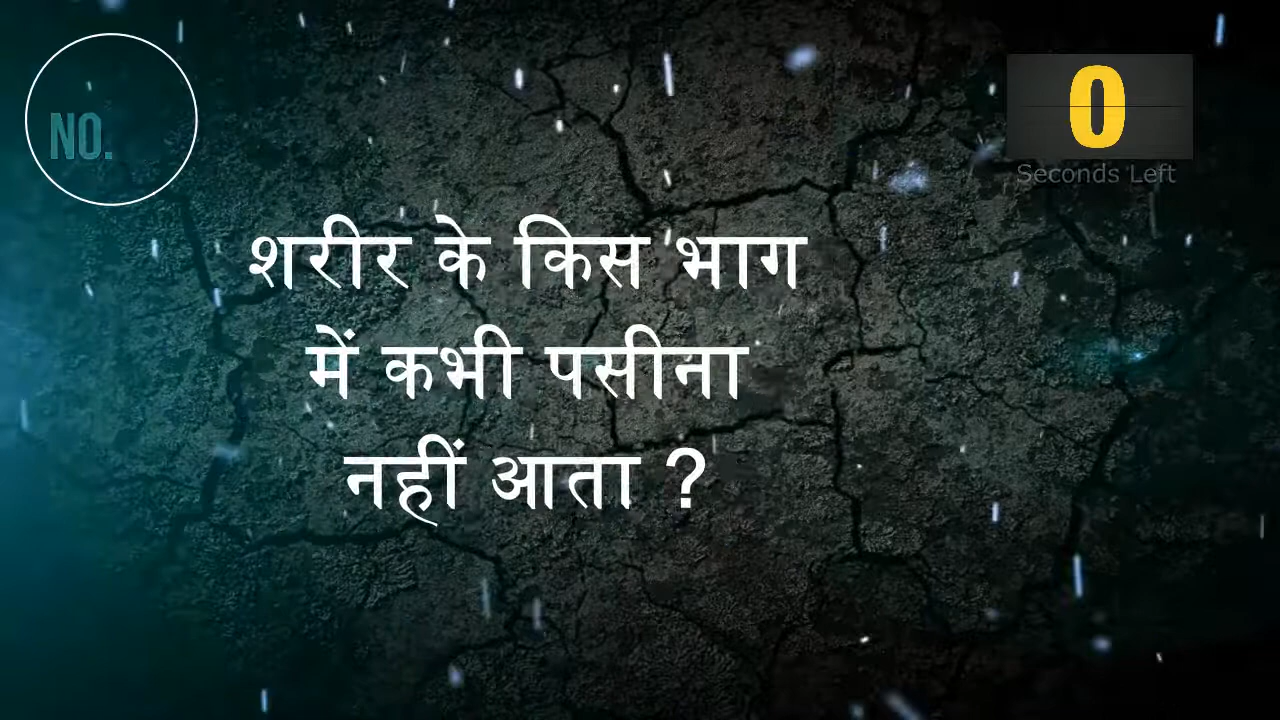 NO.
0
Seconds Left
शरीर के किस भाग
में कभी पसीना
नहीं आता ?